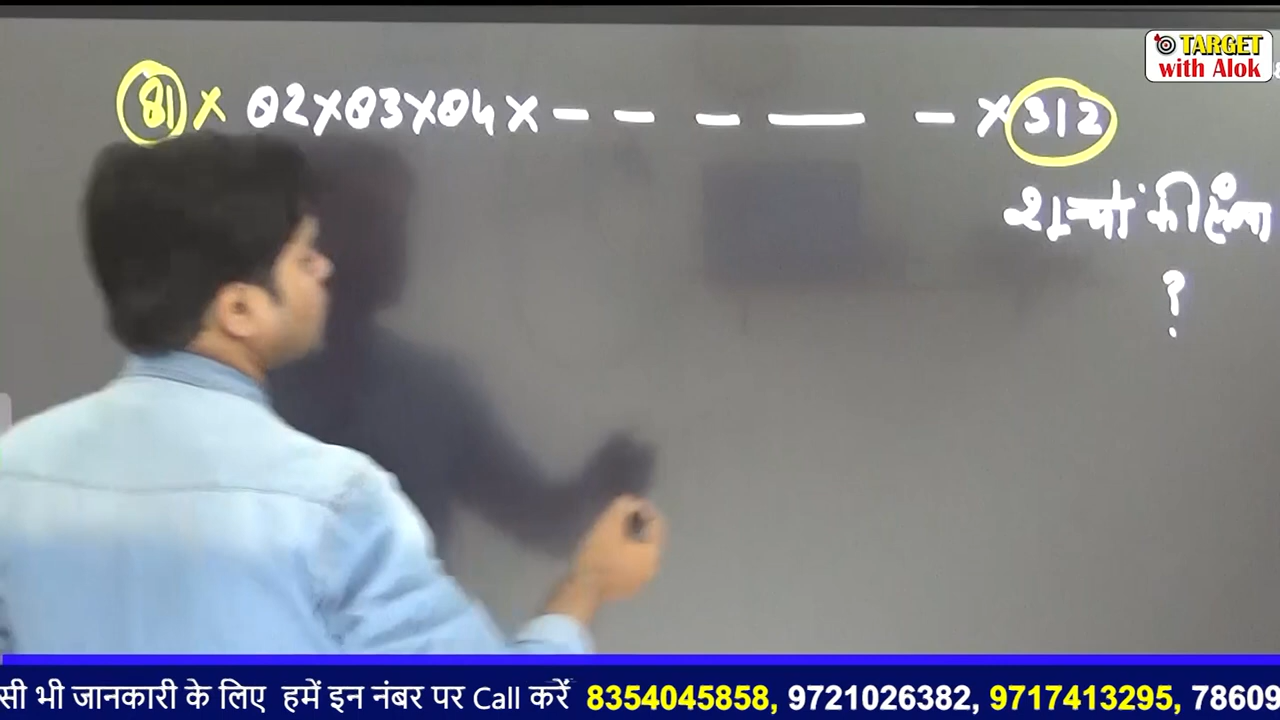 TARGET
with Alok
81 × 82 × 83 × 84 × - - - - - × 312
शून्यों की संख्या
?
सी भी जानकारी के लिए हमें इन नंबर पर Call करें 8354045858, 9721026382, 9717413295, 78609